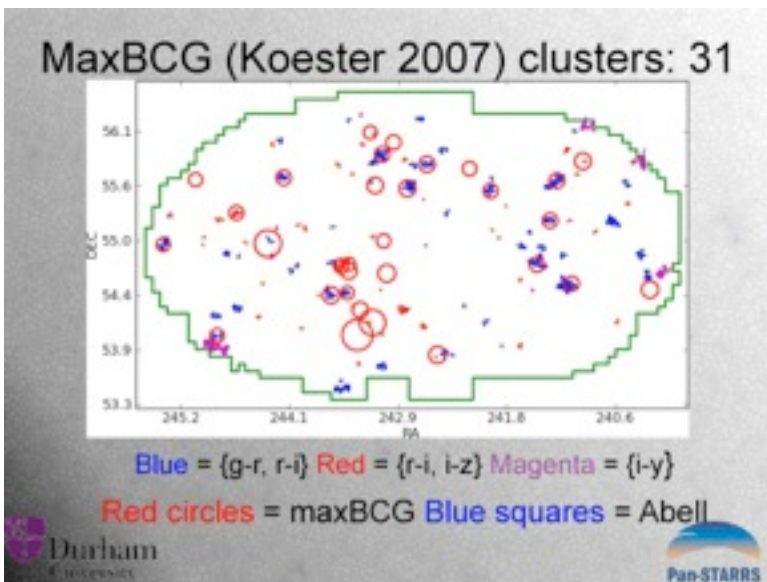 MaxBCG (Koester 2007) clusters: 31
56.1
55.6
55.0
54.4
53.9
53.3
DEC
245.2 244.1 242.9 241.8 240.6
RA
Blue = {g-r, r-i} Red = {r-i, i-z} Magenta = {i-y}
Red circles = maxBCG Blue squares = Abell
Durham
University
Pan-STARRS